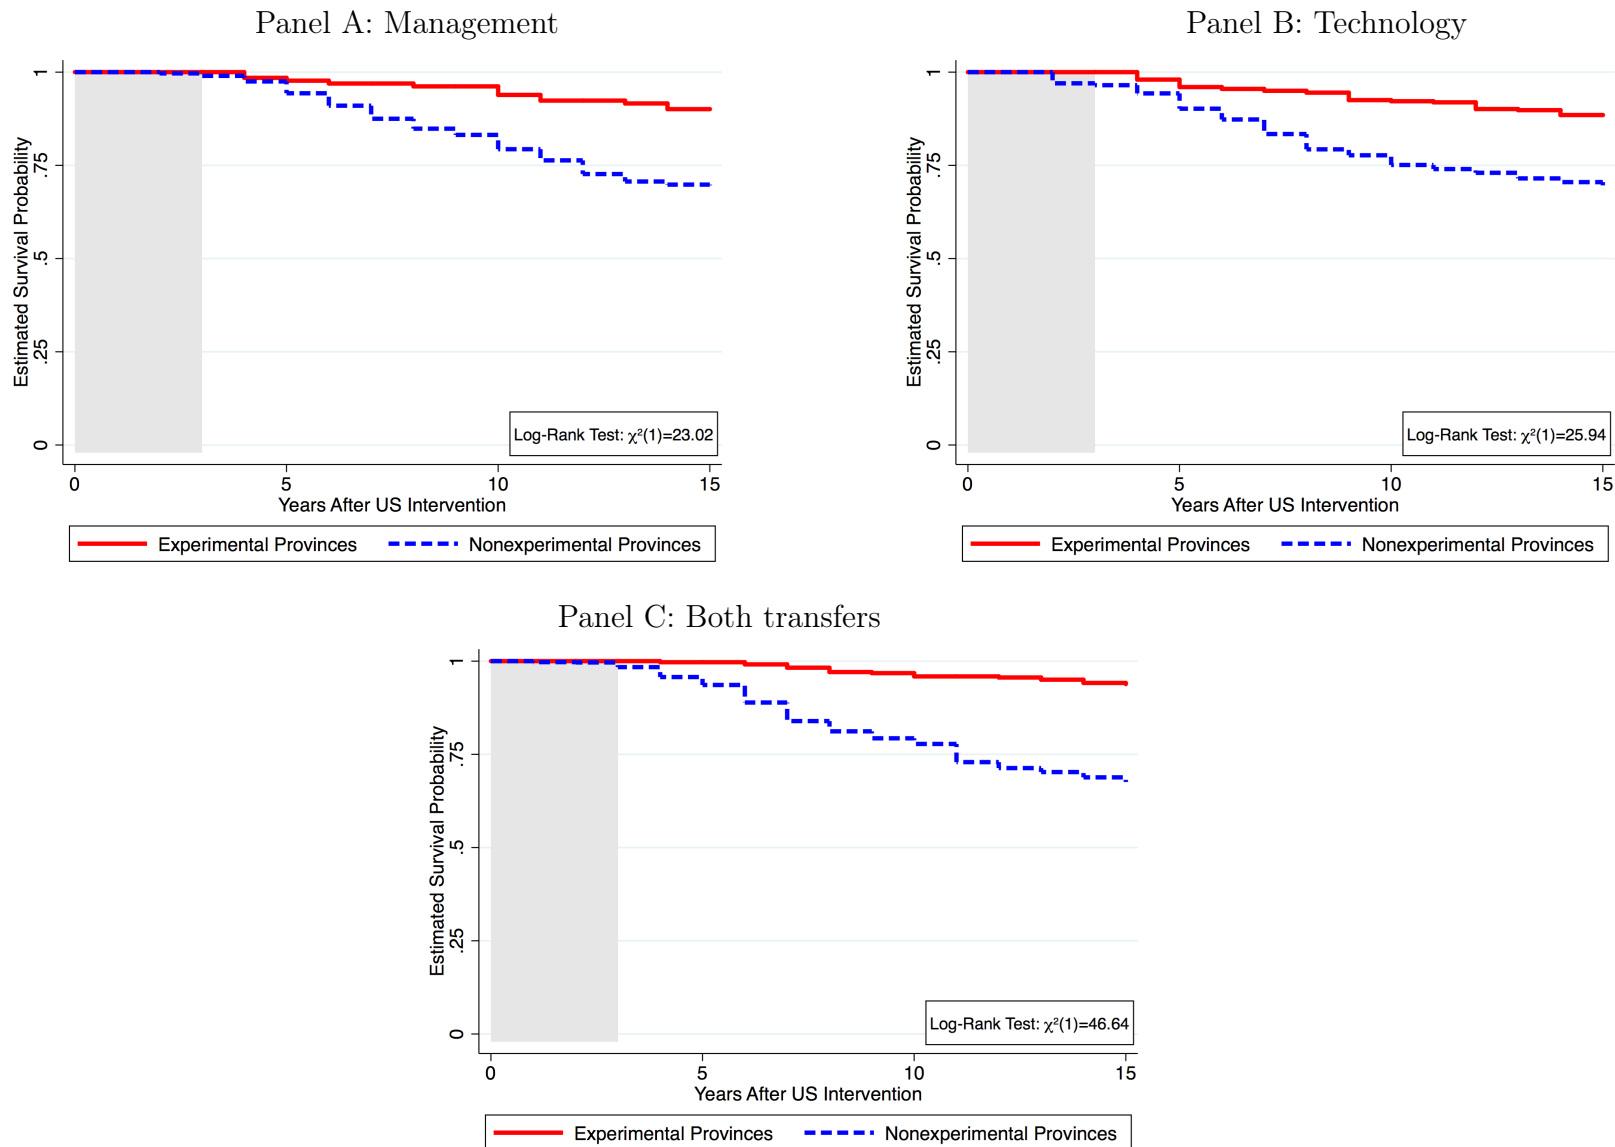 Panel A: Management
Estimated Survival Probability
1
.75
.5
.25
0
Log-Rank Test: χ²(1)=23.02
0 5 10 15
Years After US Intervention
Experimental Provinces Nonexperimental Provinces
Panel B: Technology
Estimated Survival Probability
1
.75
.5
.25
0
Log-Rank Test: χ²(1)=25.94
0 5 10 15
Years After US Intervention
Experimental Provinces Nonexperimental Provinces
Panel C: Both transfers
Estimated Survival Probability
1
.75
.5
.25
0
Log-Rank Test: χ²(1)=46.64
0 5 10 15
Years After US Intervention
Experimental Provinces Nonexperimental Provinces